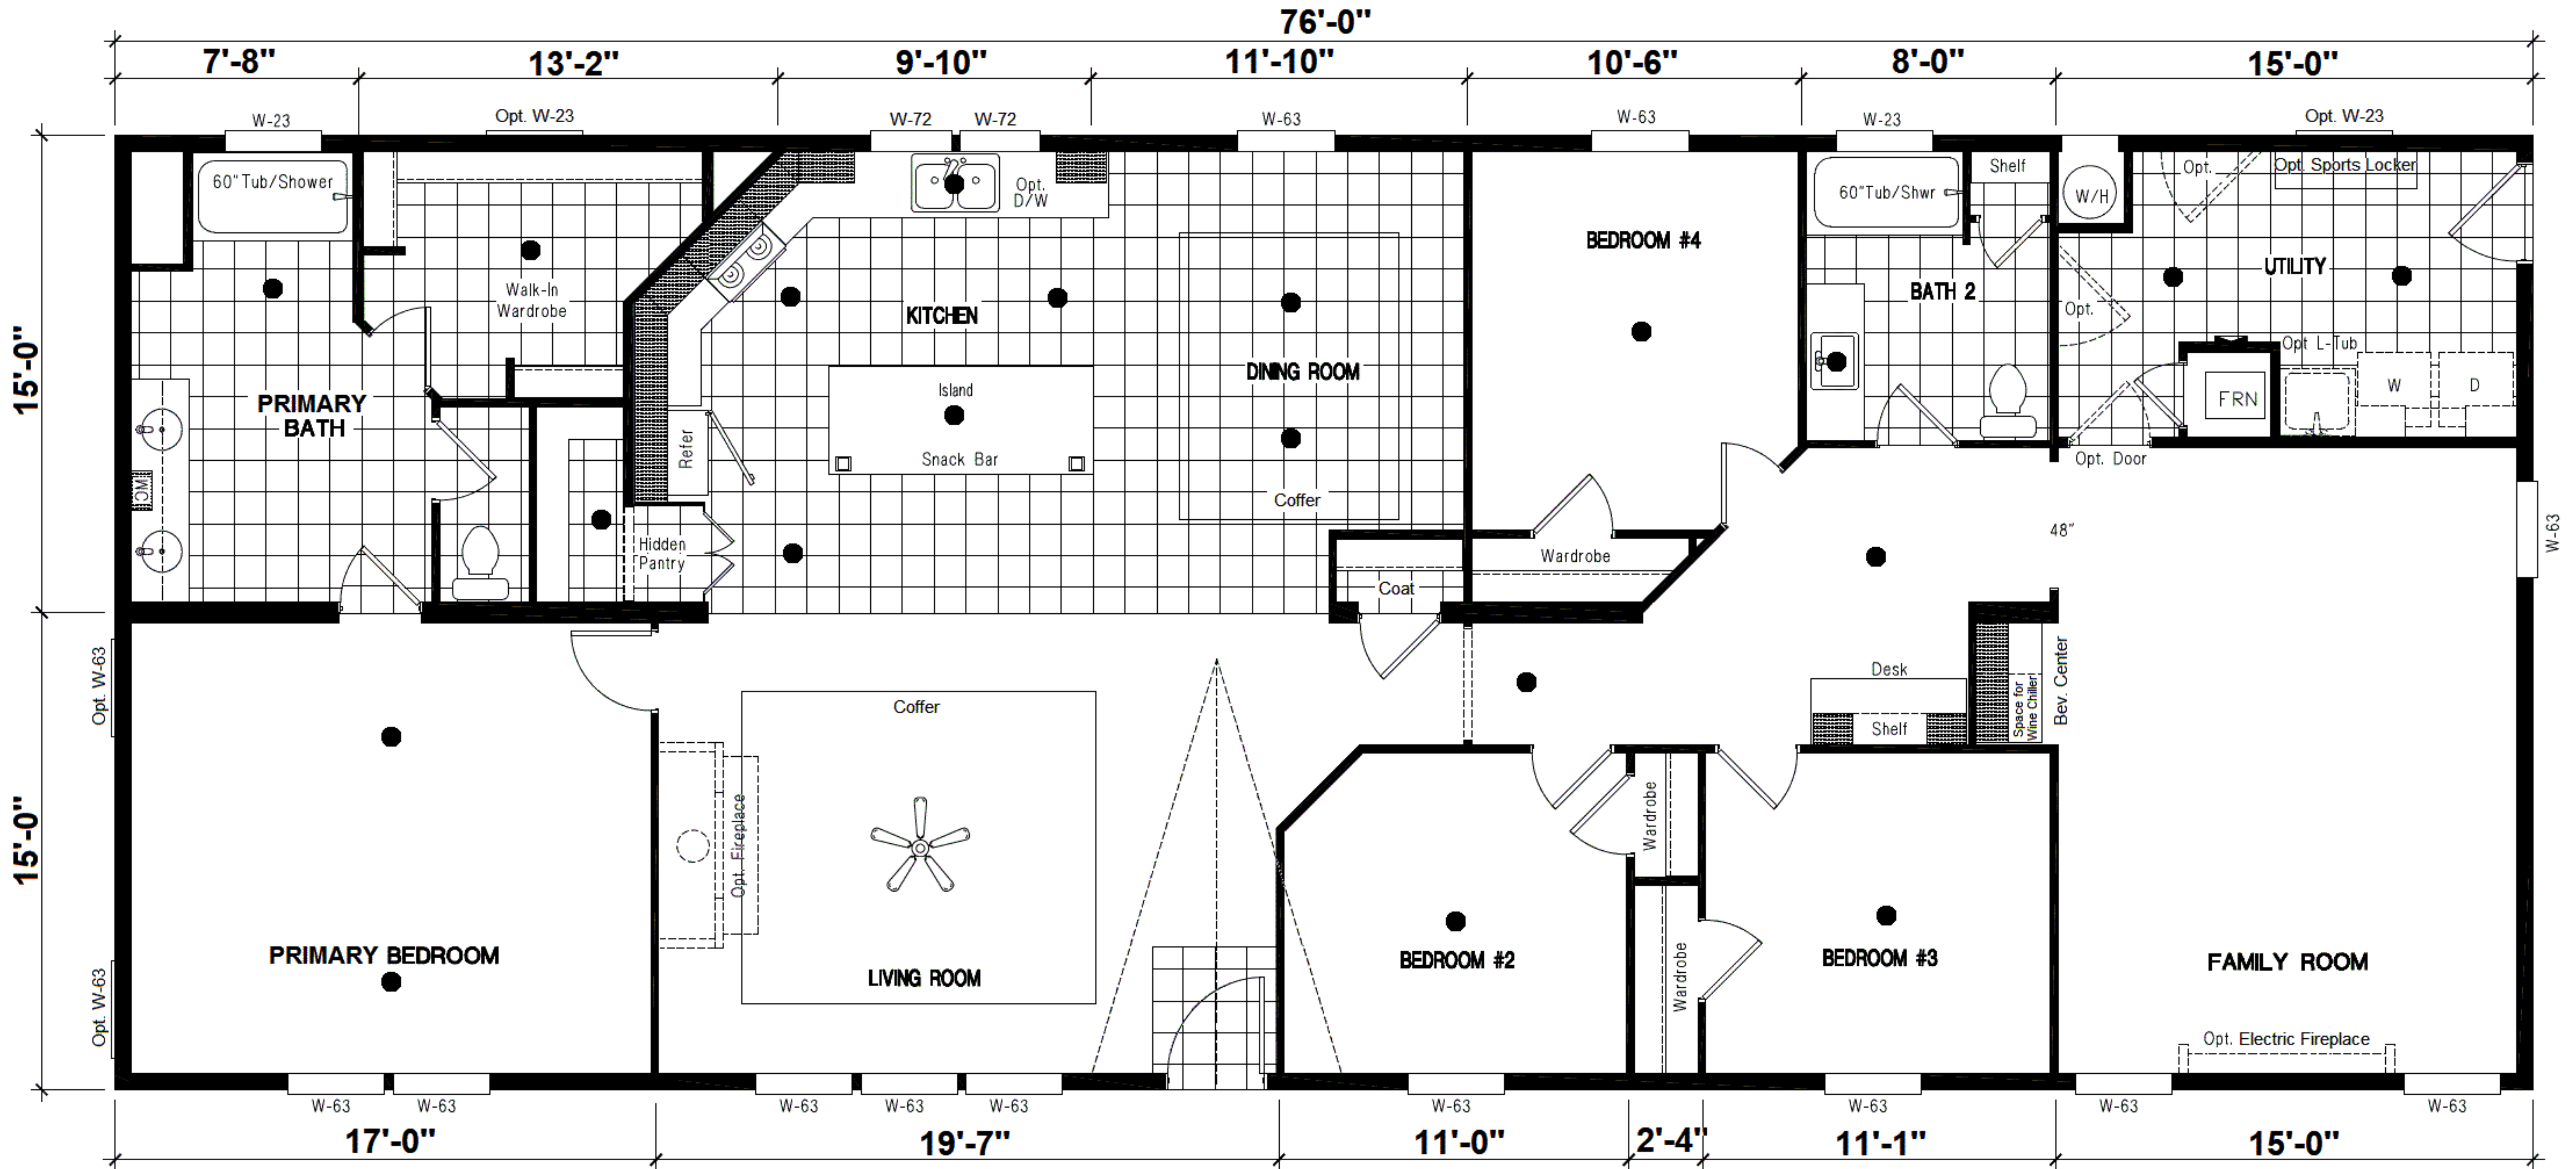 76'-0"
7'-8"
13'-2"
9'-10"
11'-10"
10'-6"
8'-0"
15'-0"
W-23
Opt. W-23
W-72
W-72
W-63
W-63
W-23
Opt. W-23
60"Tub/Shower
Opt.
D/W
60"Tub/Shwr
Shelf
W/H
Opt.
Opt. Sports Locker
Walk-In
Wardrobe
KITCHEN
BEDROOM #4
BATH 2
UTILITY
Opt.
15'-0"
PRIMARY
BATH
Island
DINING ROOM
Opt L-Tub
FRN
W
D
Refer
Snack Bar
Opt. Door
MC
Coffer
Hidden
Pantry
Wardrobe
48"
W-63
Coat
Opt. W-63
Coffer
Desk
Shelf
Space for
Wine Chiller
Bev. Center
15'-0"
Opt. Fireplace
Wardrobe
PRIMARY BEDROOM
LIVING ROOM
BEDROOM #2
Wardrobe
BEDROOM #3
FAMILY ROOM
Opt. W-63
Opt. Electric Fireplace
W-63
W-63
W-63
W-63
W-63
W-63
W-63
W-63
W-63
17'-0"
19'-7"
11'-0"
2'-4"
11'-1"
15'-0"